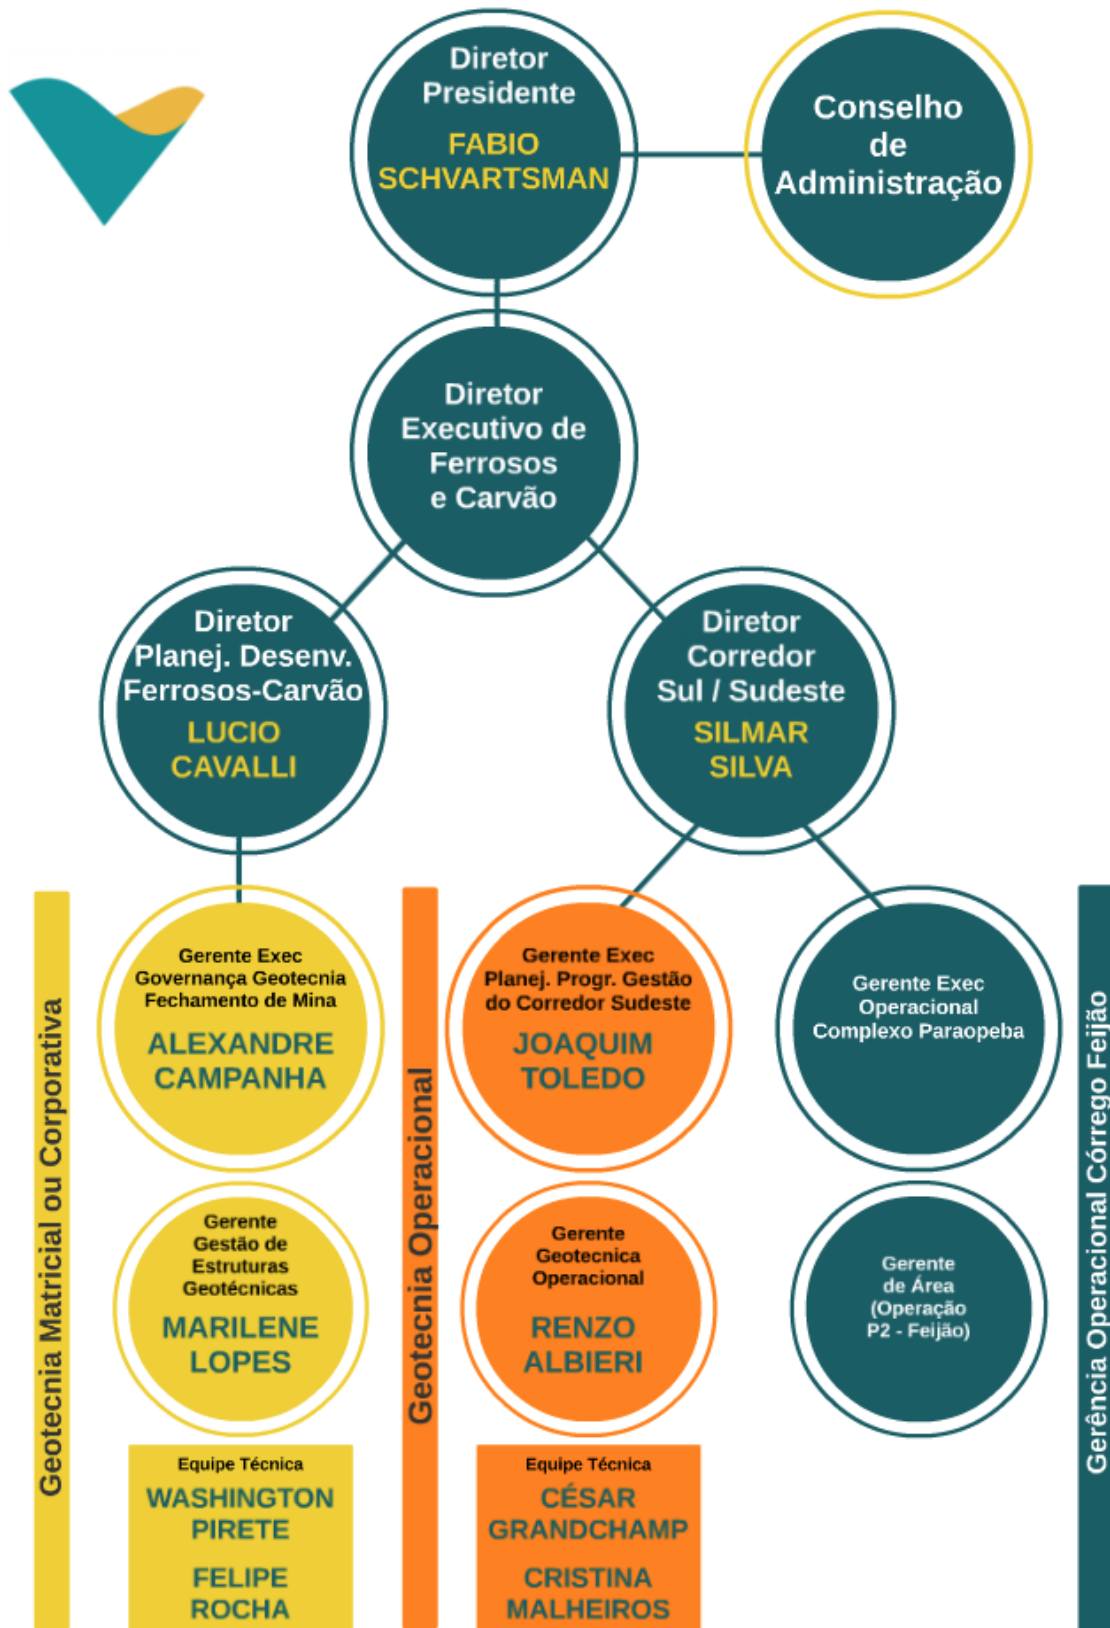 Diretor
Presidente
FABIO
SCHVARTSMAN
Conselho
de
Administração
Diretor
Executivo de
Ferrosos
e Carvão
Diretor
Planej. Desenv.
Ferrosos-Carvão
LUCIO
CAVALLI
Diretor
Corredor
Sul / Sudeste
SILMAR
SILVA
Geotecnia Matricial ou Corporativa
Gerente Exec
Governança Geotecnia
Fechamento de Mina
ALEXANDRE
CAMPANHA
Gerente
Gestão de
Estruturas
Geotécnicas
MARILENE
LOPES
Equipe Técnica
WASHINGTON
PIRETE
FELIPE
ROCHA
Geotecnia Operacional
Gerente Exec
Planej. Progr. Gestão
do Corredor Sudeste
JOAQUIM
TOLEDO
Gerente
Geotecnica
Operacional
RENZO
ALBIERI
Equipe Técnica
CÉSAR
GRANDCHAMP
CRISTINA
MALHEIROS
Gerente Exec
Operacional
Complexo Paraopeba
Gerente
de Área
(Operação
P2 - Feijão)
Gerência Operacional Córrego Feijão